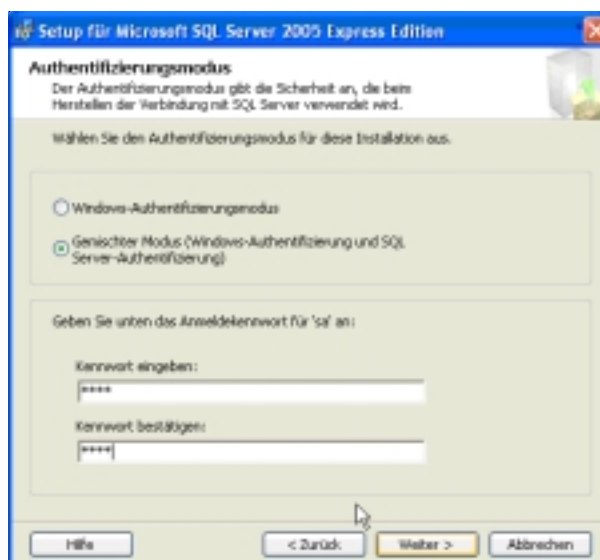 Setup für Microsoft SQL Server 2005 Express Edition
Authentifizierungsmodus
Der Authentifizierungsmodus gibt die Sicherheit an, die beim
Herstellen der Verbindung mit SQL Server verwendet wird.
Wählen Sie den Authentifizierungsmodus für diese Installation aus.
Windows-Authentifizierungsmodus
Gemischter Modus (Windows-Authentifizierung und SQL
Server-Authentifizierung)
Geben Sie unten das Anmeldekennwort für 'sa' an:
Kennwort eingeben:
****
Kennwort bestätigen:
****
Hilfe
< Zurück
Weiter >
Abbrechen